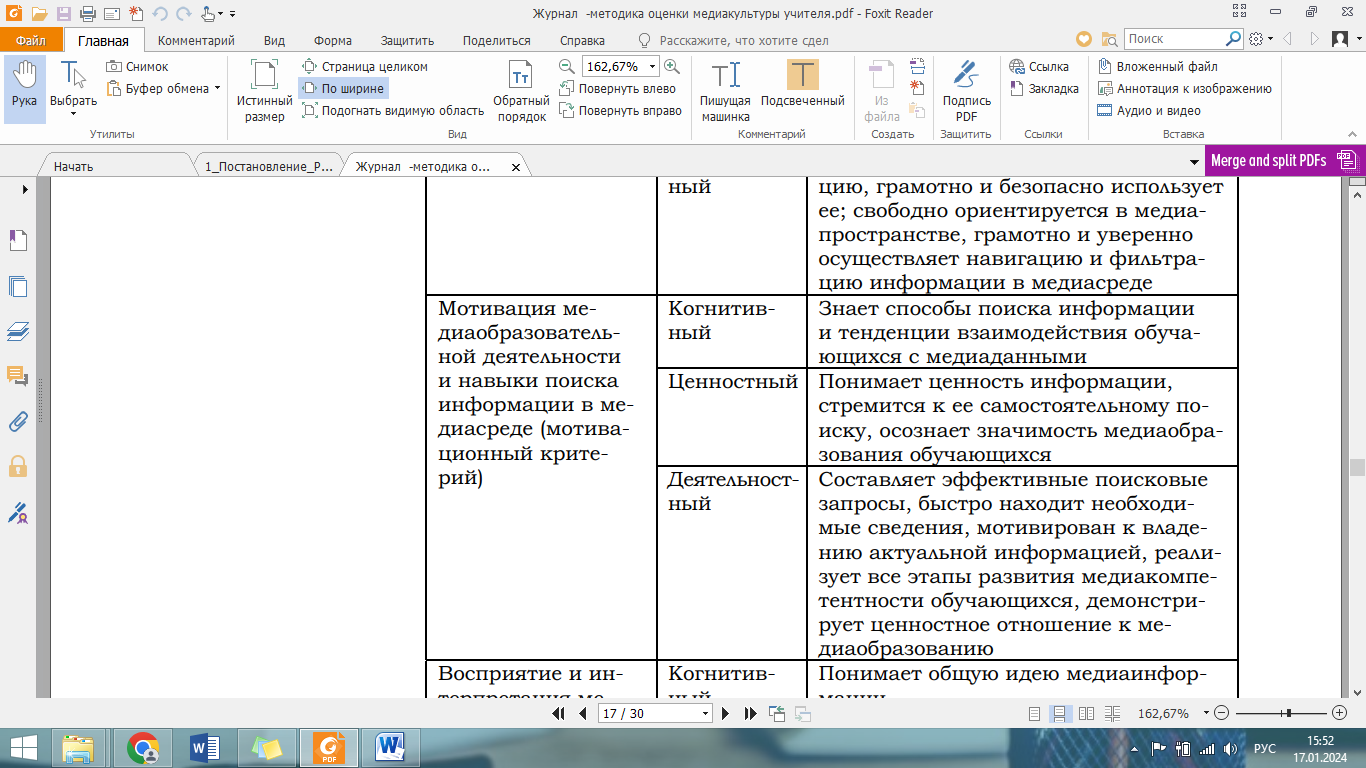 Журнал -методика оценки медиакультуры учителя.pdf - Foxit Reader
Файл Главная Комментарий Вид Форма Защитить Поделиться Справка Расскажите, что хотите сдел Поиск
Рука
Выбрать
Снимок
Буфер обмена
Утилиты
Истинный размер
Страница целиком
По ширине
Подогнать видимую область
Обратный порядок
162,67%
Повернуть влево
Повернуть вправо
Вид
Пишущая машинка
Подсвеченный
Комментарий
Из файла
Создать
Подпись PDF
Защитить
Ссылка
Закладка
Ссылки
Вложенный файл
Аннотация к изображению
Аудио и видео
Вставка
Начать 1_Постановление_Р... Журнал -методика о... Merge and split PDFs
ный
цию, грамотно и безопасно использует
ее; свободно ориентируется в медиа-
пространстве, грамотно и уверенно
осуществляет навигацию и фильтра-
цию информации в медиасреде
Мотивация ме-
диаобразователь-
ной деятельности
и навыки поиска
информации в ме-
диасреде (мотива-
ционный крите-
рий)
Когнитив-
ный
Знает способы поиска информации
и тенденции взаимодействия обуча-
ющихся с медиаданными
Ценностный
Понимает ценность информации,
стремится к ее самостоятельному по-
иску, осознает значимость медиаобра-
зования обучающихся
Деятельност-
ный
Составляет эффективные поисковые
запросы, быстро находит необходи-
мые сведения, мотивирован к владе-
нию актуальной информацией, реали-
зует все этапы развития медиакомпе-
тентности обучающихся, демонстри-
рует ценностное отношение к ме-
диаобразованию
Восприятие и ин-
терпретация ме-
Когнитив-
ный
Понимает общую идею медиаинфор-
мации
17 / 30
162,67%
РУС
15:52
17.01.2024